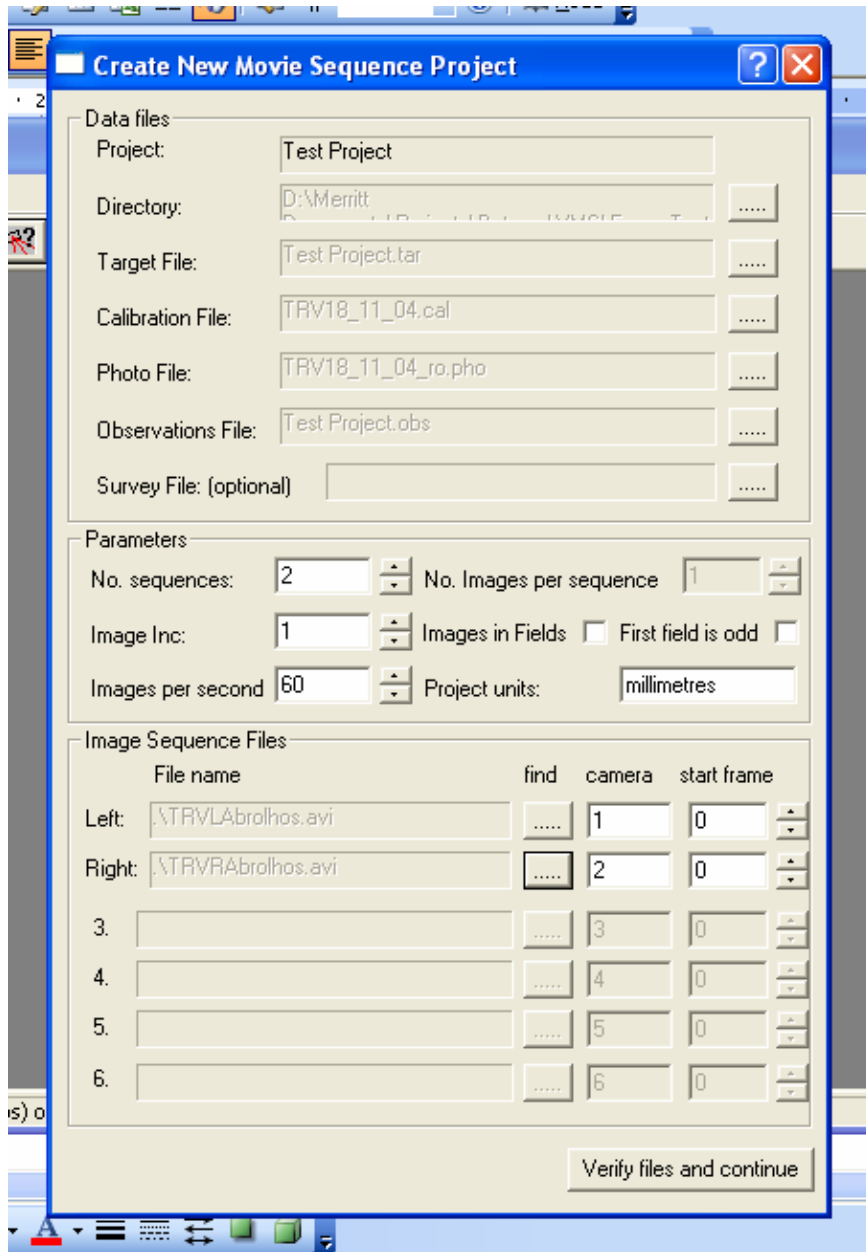 Create New Movie Sequence Project
Data files
Project: Test Project
Directory: D:\Merritt
Target File: Test Project.tar .....
Calibration File: TRV18_11_04.cal .....
Photo File: TRV18_11_04_ro.pho .....
Observations File: Test Project.obs .....
Survey File: (optional) .....
Parameters
No. sequences: 2 No. Images per sequence 1
Image Inc: 1 Images in Fields First field is odd
Images per second 60 Project units: millimetres
Image Sequence Files
File name find camera start frame
Left: .\TRVLAbrolhos.avi ..... 1 0
Right: .\TRVRAbrolhos.avi ..... 2 0
3. ..... 3 0
4. ..... 4 0
5. ..... 5 0
6. ..... 6 0
Verify files and continue